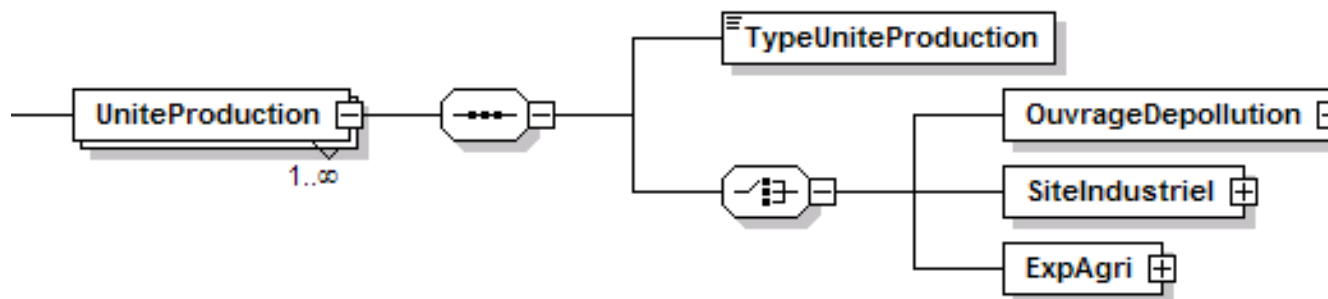 TypeUniteProduction
UniteProduction
1..∞
OuvrageDepollution
SiteIndustriel
ExpAgri